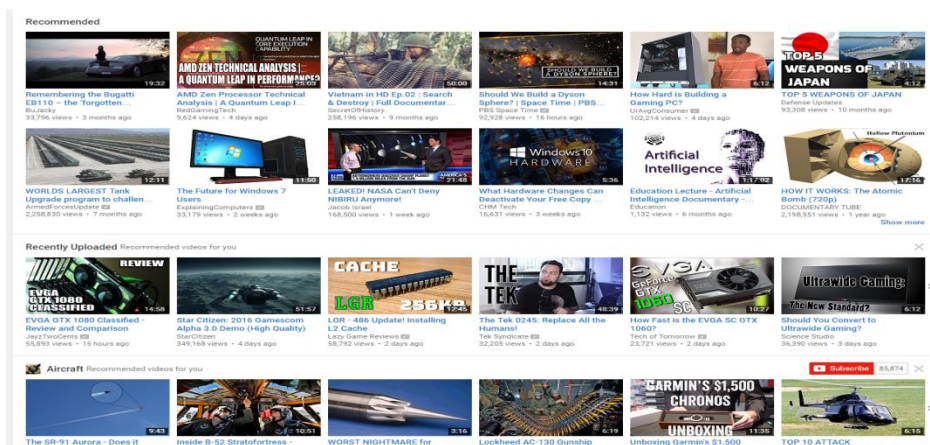 Recommended
19:32
QUANTUM LEAP IN
CORE EXECUTION
CAPABILITY
AMD ZEN TECHNICAL ANALYSIS |
A QUANTUM LEAP IN PERFORMANCE?
25:05
50:00
SHOULD WE BUILD
A DYSON SPHERE?
14:31
6:12
TOP 5
WEAPONS OF
JAPAN
4:12
Remembering the Bugatti
EB110 – the 'forgotten...
BuJacky
33,796 views • 3 months ago
AMD Zen Processor Technical
Analysis | A Quantum Leap I...
RedGamingTech
9,624 views • 4 days ago
Vietnam in HD Ep.02 : Search
& Destroy | Full Documentar...
SecretOfHistory
258,196 views • 9 months ago
Should We Build a Dyson
Sphere? | Space Time | PBS...
PBS Space Time
92,928 views • 16 hours ago
How Hard is Building a
Gaming PC?
UrAvgConsumer
102,214 views • 4 days ago
TOP 5 WEAPONS OF JAPAN
Defense Updates
93,308 views • 10 months ago
12:11
11:50
21:48
Windows 10
HARDWARE
5:36
Artificial
Intelligence
1:17:02
Hollow Plutonium
17:16
WORLDS LARGEST Tank
Upgrade program to challen...
ArmedForcesUpdate
2,258,830 views • 7 months ago
The Future for Windows 7
Users
ExplainingComputers
33,179 views • 2 weeks ago
LEAKED! NASA Can't Deny
NIBIRU Anymore!
Jacob Israel
168,500 views • 1 week ago
What Hardware Changes Can
Deactivate Your Free Copy ...
CHM Tech
16,631 views • 3 weeks ago
Education Lecture - Artificial
Intelligence Documentary -...
Education
1,132 views • 6 months ago
HOW IT WORKS: The Atomic
Bomb (720p)
DOCUMENTARY TUBE
2,198,551 views • 1 year ago
Show more
Recently Uploaded Recommended videos for you
REVIEW
EVGA
GTX 1080
CLASSIFIED
14:58
51:57
CACHE
LGR
256KB
12:45
THE
TEK
48:39
EVGA
GeForce
GTX
1060
SC
10:27
Ultrawide Gaming:
The New Standard?
6:12
EVGA GTX 1080 Classified -
Review and Comparison
JayzTwoCents
55,893 views • 15 hours ago
Star Citizen: 2016 Gamescom
Alpha 3.0 Demo (High Quality)
StarCitizen
349,168 views • 4 days ago
LGR - 486 Update! Installing
L2 Cache
Lazy Game Reviews
58,792 views • 2 days ago
The Tek 0245: Replace All the
Humans!
Tek Syndicate
32,205 views • 2 days ago
How Fast is the EVGA SC GTX
1060?
Tech of Tomorrow
23,721 views • 2 days ago
Should You Convert to
Ultrawide Gaming?
Science Studio
36,390 views • 3 days ago
Aircraft Recommended videos for you
Subscribe 85,874
9:43
10:51
3:16
6:19
GARMIN'S $1,500
CHRONOS
UNBOXING
11:35
6:15
The SR-91 Aurora - Does it
Inside B-52 Stratofortress -
WORST NIGHTMARE for
Lockheed AC-130 Gunship
Unboxing Garmin's $1,500
TOP 10 ATTACK